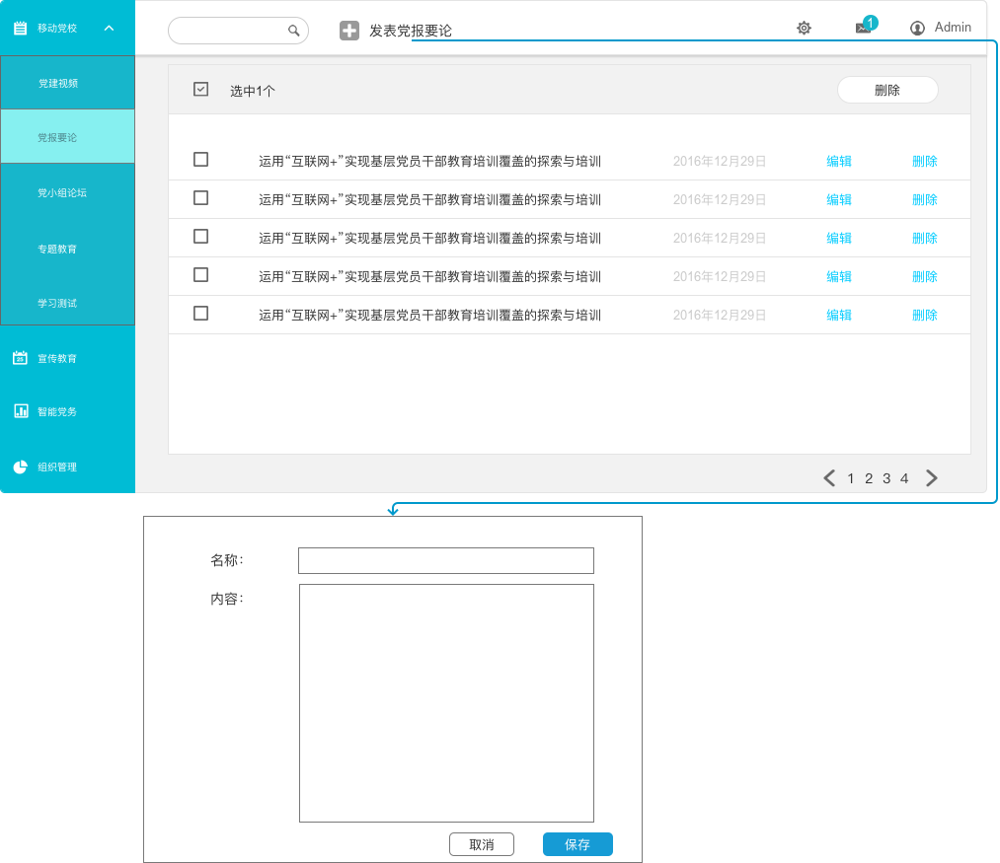 移动党校
发表党报要论
1
Admin
党建视频
党报要论
党小组论坛
专题教育
学习测试
宣传教育
25
智能党务
组织管理
选中1个
删除
运用“互联网+”实现基层党员干部教育培训覆盖的探索与培训 2016年12月29日 编辑 删除
运用“互联网+”实现基层党员干部教育培训覆盖的探索与培训 2016年12月29日 编辑 删除
运用“互联网+”实现基层党员干部教育培训覆盖的探索与培训 2016年12月29日 编辑 删除
运用“互联网+”实现基层党员干部教育培训覆盖的探索与培训 2016年12月29日 编辑 删除
运用“互联网+”实现基层党员干部教育培训覆盖的探索与培训 2016年12月29日 编辑 删除
1 2 3 4
名称：
内容：
取消
保存